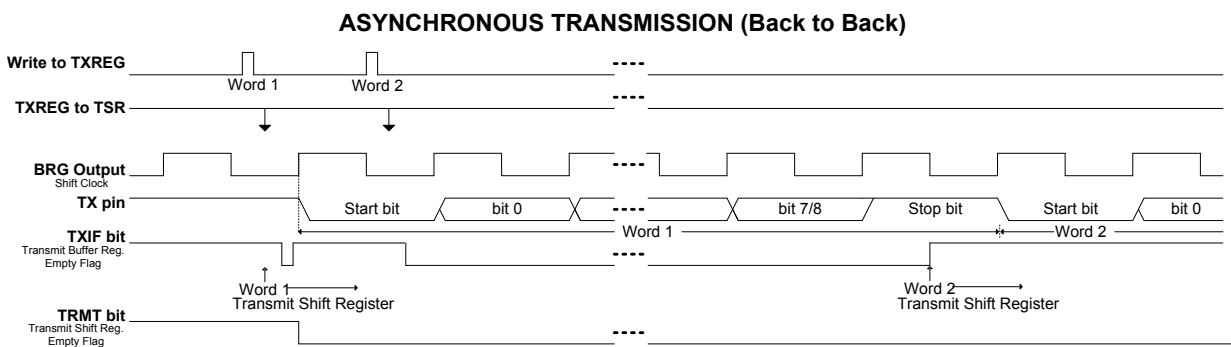 ASYNCHRONOUS TRANSMISSION (Back to Back)
Write to TXREG
Word 1
Word 2
TXREG to TSR
BRG Output
Shift Clock
TX pin
Start bit
bit 0
bit 7/8
Stop bit
Start bit
bit 0
Word 1
Word 2
TXIF bit
Transmit Buffer Reg.
Empty Flag
Word 1
Transmit Shift Register
Word 2
Transmit Shift Register
TRMT bit
Transmit Shift Reg.
Empty Flag